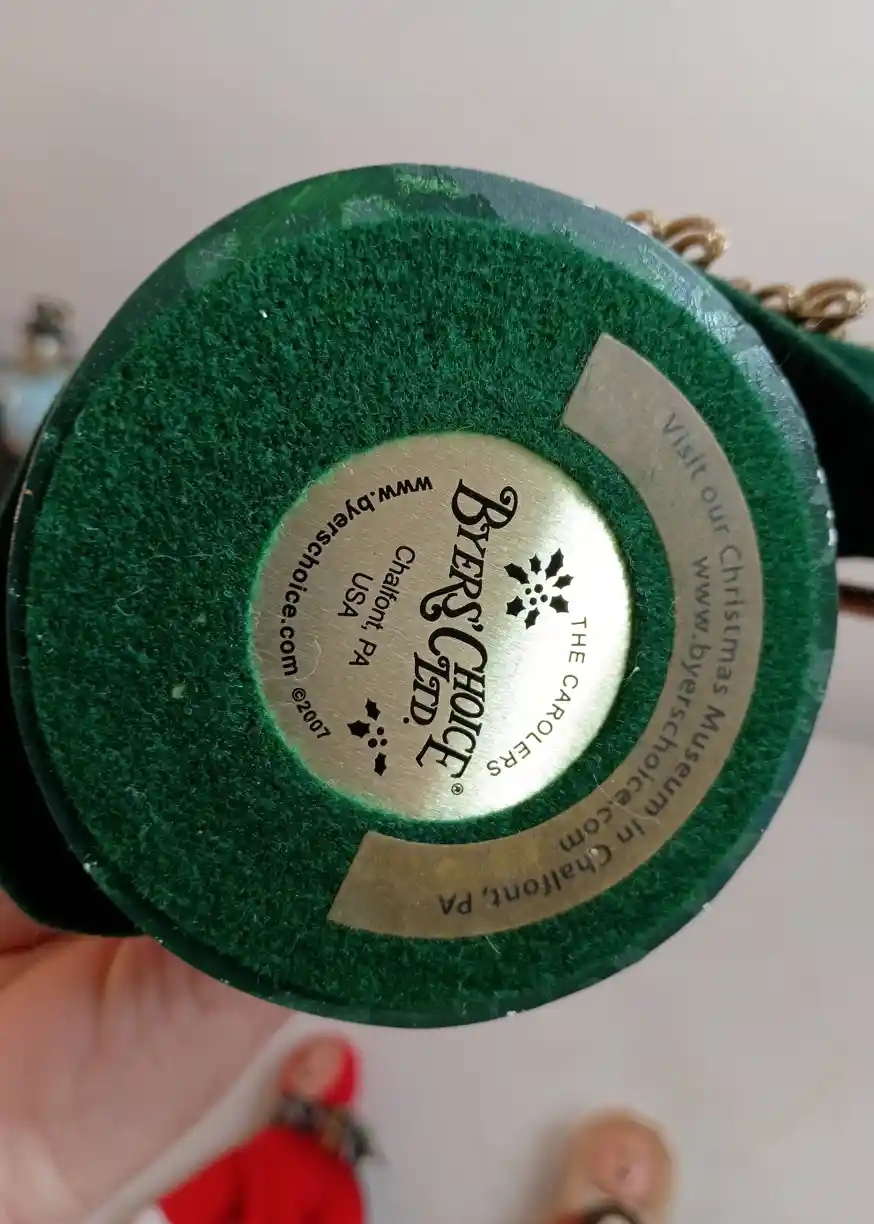 THE CAROLERS
BYERS' CHOICE
LTD.®
Chalfont, PA
USA
www.byerschoice.com ©2007
Visit our Christmas Museum in Chalfont, PA
www.byerschoice.com